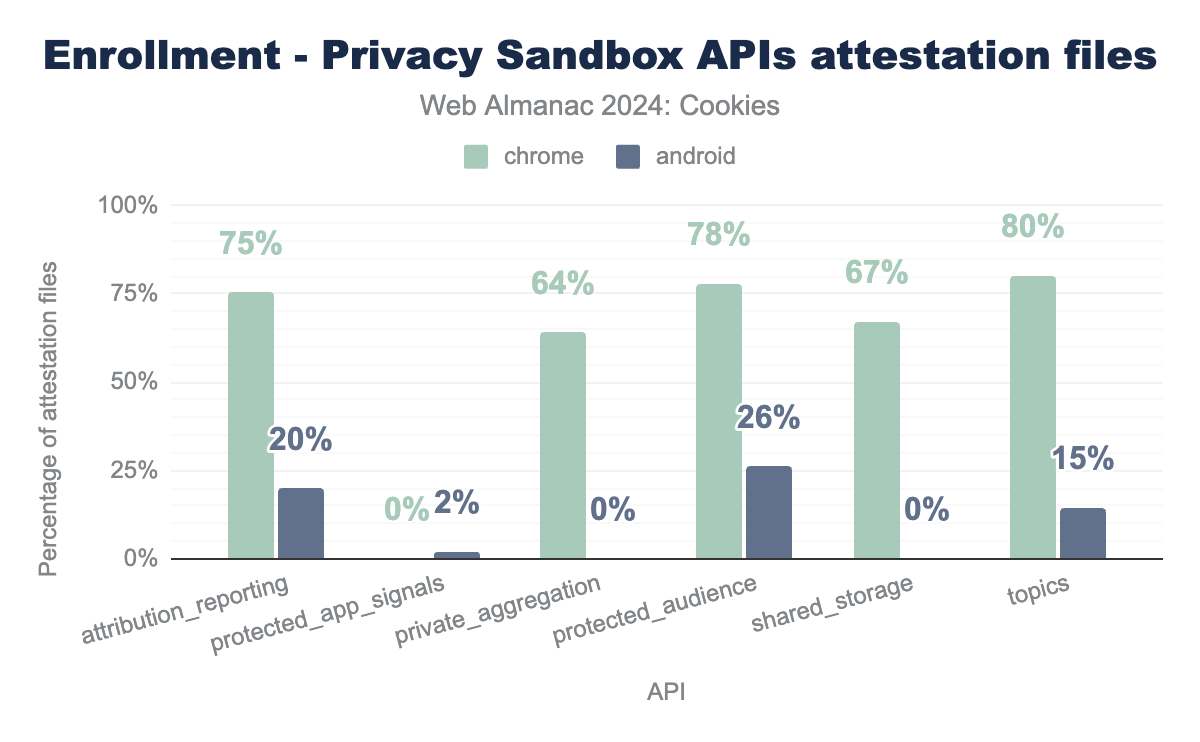 Enrollment - Privacy Sandbox APIs attestation files
Web Almanac 2024: Cookies
chrome android
Percentage of attestation files
100%
75%
50%
25%
0%
75%
20%
0%
2%
64%
0%
78%
26%
67%
0%
80%
15%
attribution_reporting
protected_app_signals
private_aggregation
protected_audience
shared_storage
topics
API